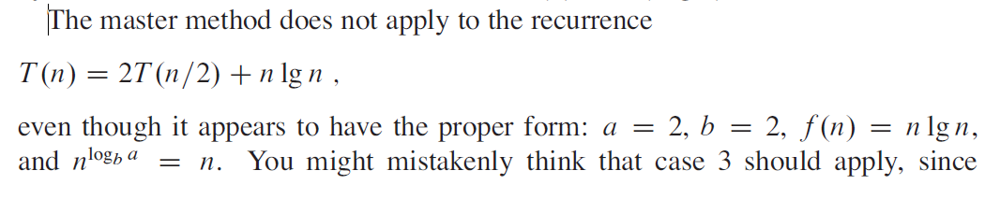 The master method does not apply to the recurrence
T(n) = 2T(n/2) + n lg n ,
even though it appears to have the proper form: a = 2, b = 2, f(n) = n lg n,
and n^{log_b a} = n. You might mistakenly think that case 3 should apply, since